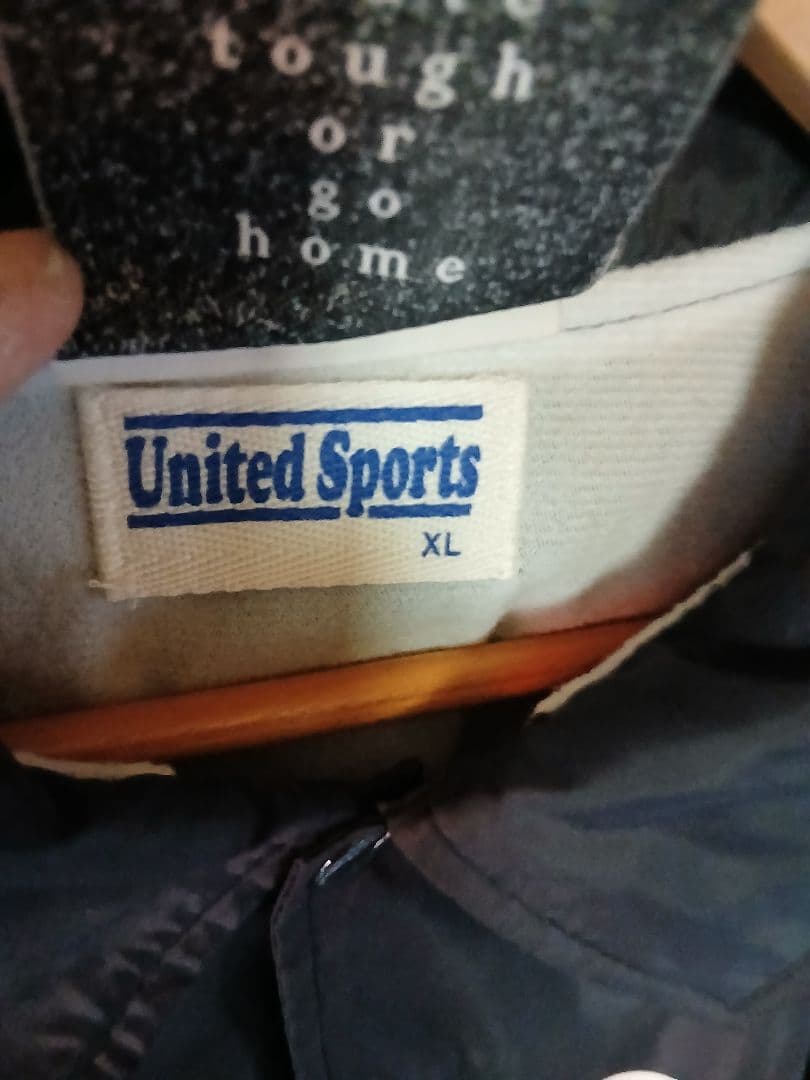 tough
or
go
home
United Sports
XL